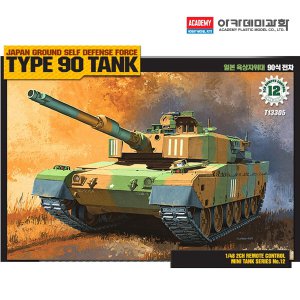 ACADEMY
아카데미과학
ACADEMY PLASTIC MODEL CO., LTD.
JAPAN GROUND SELF DEFENSE FORCE
TYPE 90 TANK
일본 육상자위대 90식 전차
12
T13305
1/48 2CH REMOTE CONTROL
MINI TANK SERIES No.12